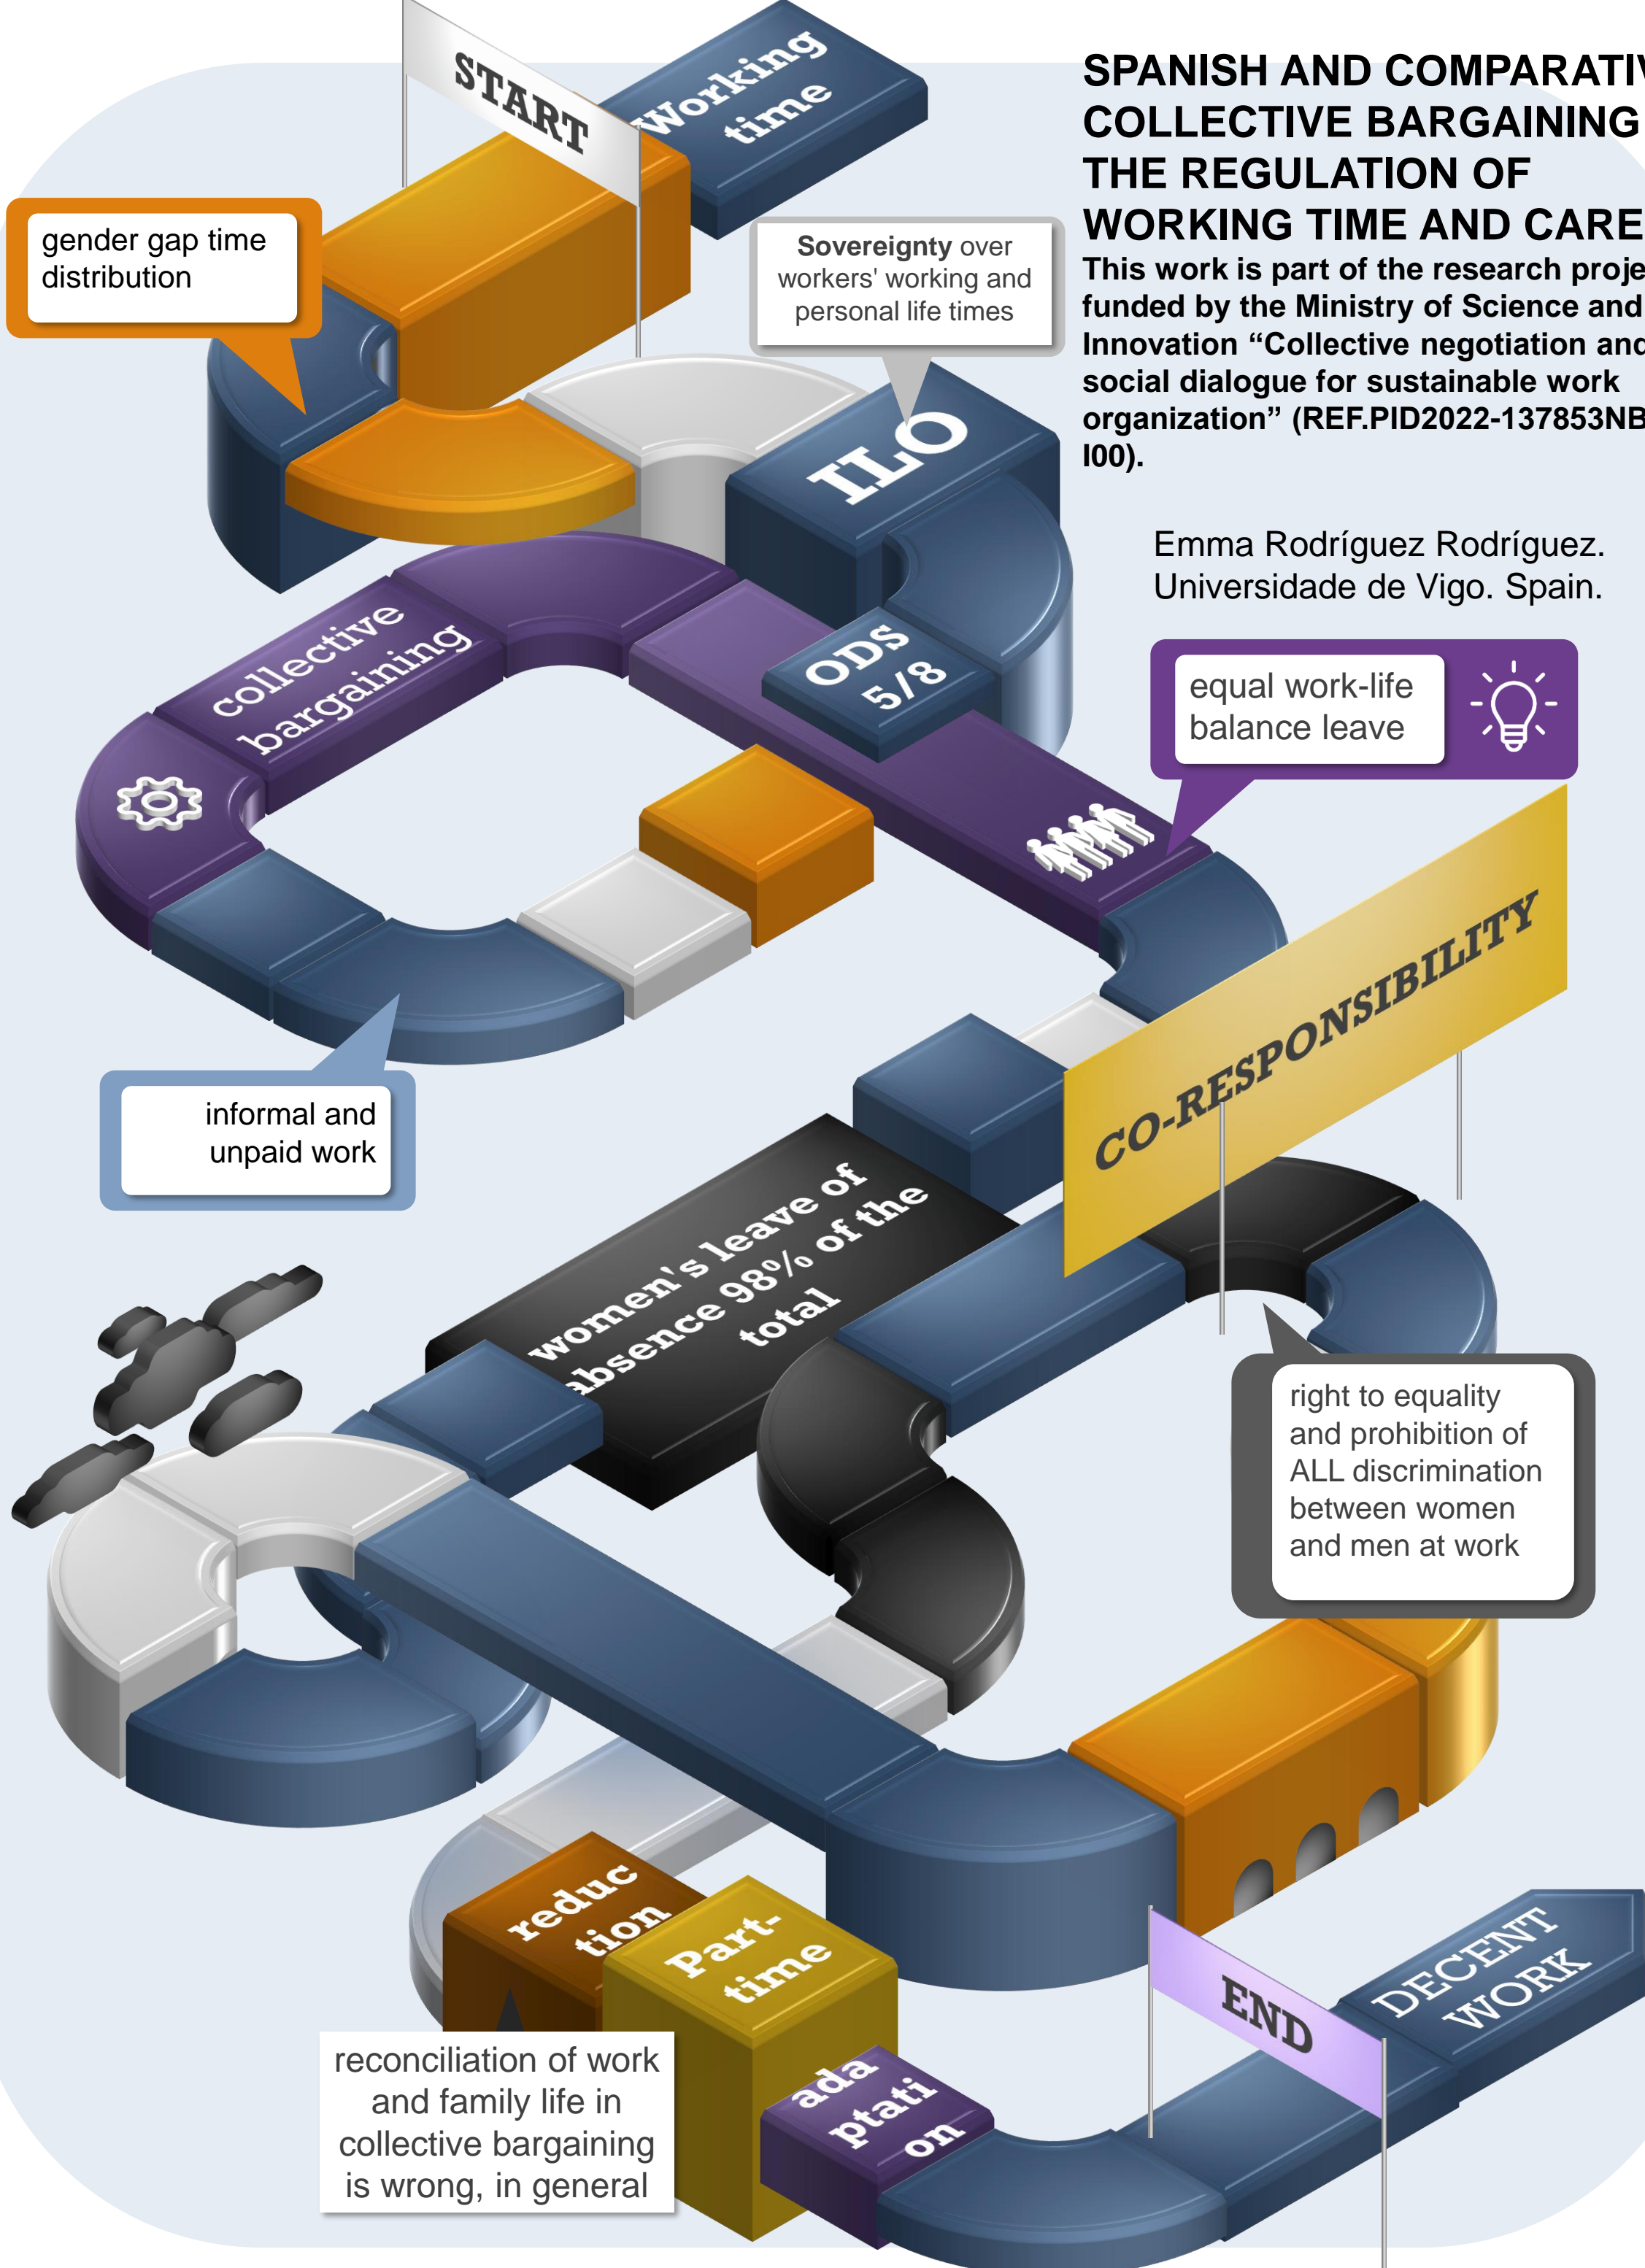 START
Working
time
SPANISH AND COMPARATIV
COLLECTIVE BARGAINING
THE REGULATION OF
WORKING TIME AND CARE
This work is part of the research proje
funded by the Ministry of Science and
Innovation “Collective negotiation and
social dialogue for sustainable work
organization” (REF.PID2022-137853NB
I00).
Emma Rodríguez Rodríguez.
Universidade de Vigo. Spain.
gender gap time
distribution
Sovereignty over
workers' working and
personal life times
ILO
ODS
5/8
collective
bargaining
equal work-life
balance leave
informal and
unpaid work
CO-RESPONSIBILITY
women's leave of
absence 98% of the
total
right to equality
and prohibition of
ALL discrimination
between women
and men at work
reduc
tion
Part-
time
ada
ptati
on
reconciliation of work
and family life in
collective bargaining
is wrong, in general
END
DECENT
WORK